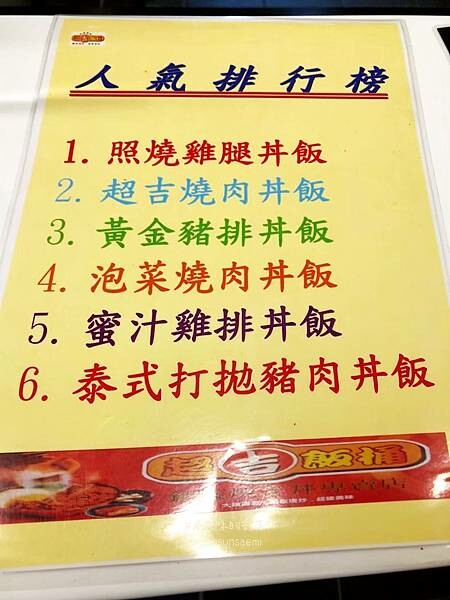 人氣排行榜
1. 照燒雞腿丼飯
2. 超吉燒肉丼飯
3. 黃金豬排丼飯
4. 泡菜燒肉丼飯
5. 蜜汁雞排丼飯
6. 泰式打拋豬肉丼飯
超吉飯桶